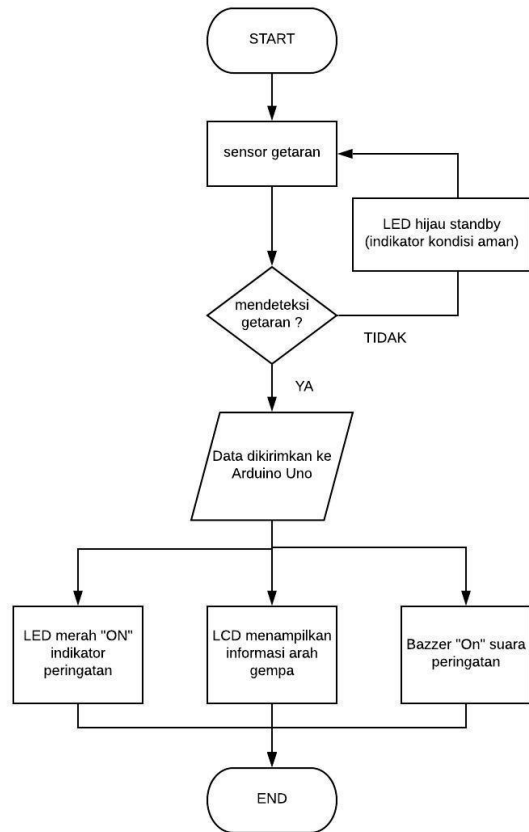 START
sensor getaran
LED hijau standby
(indikator kondisi aman)
mendeteksi
getaran ?
TIDAK
YA
Data dikirimkan ke
Arduino Uno
LED merah "ON"
indikator
peringatan
LCD menampilkan
informasi arah
gempa
Bazzer "On" suara
peringatan
END